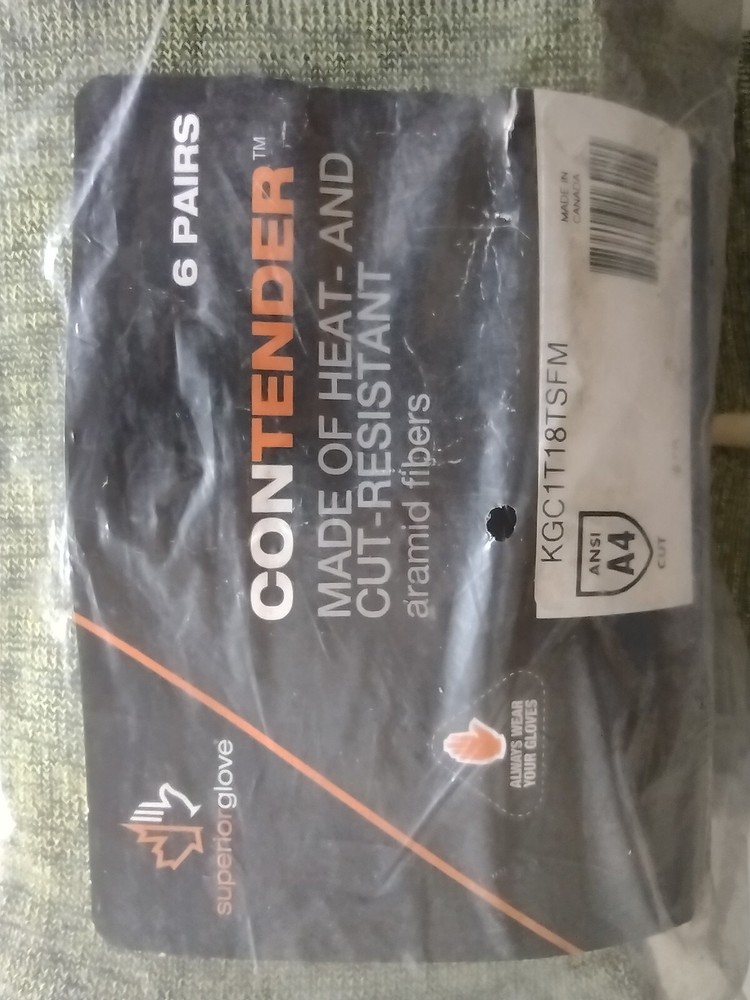 6 PAIRS
CONTENDER™
MADE OF HEAT- AND
CUT-RESISTANT
aramid fibers
superiorglove
ALWAYS WEAR
YOUR GLOVES
KGC1T18TSFM
MADE IN
CANADA
ANSI
A4
CUT